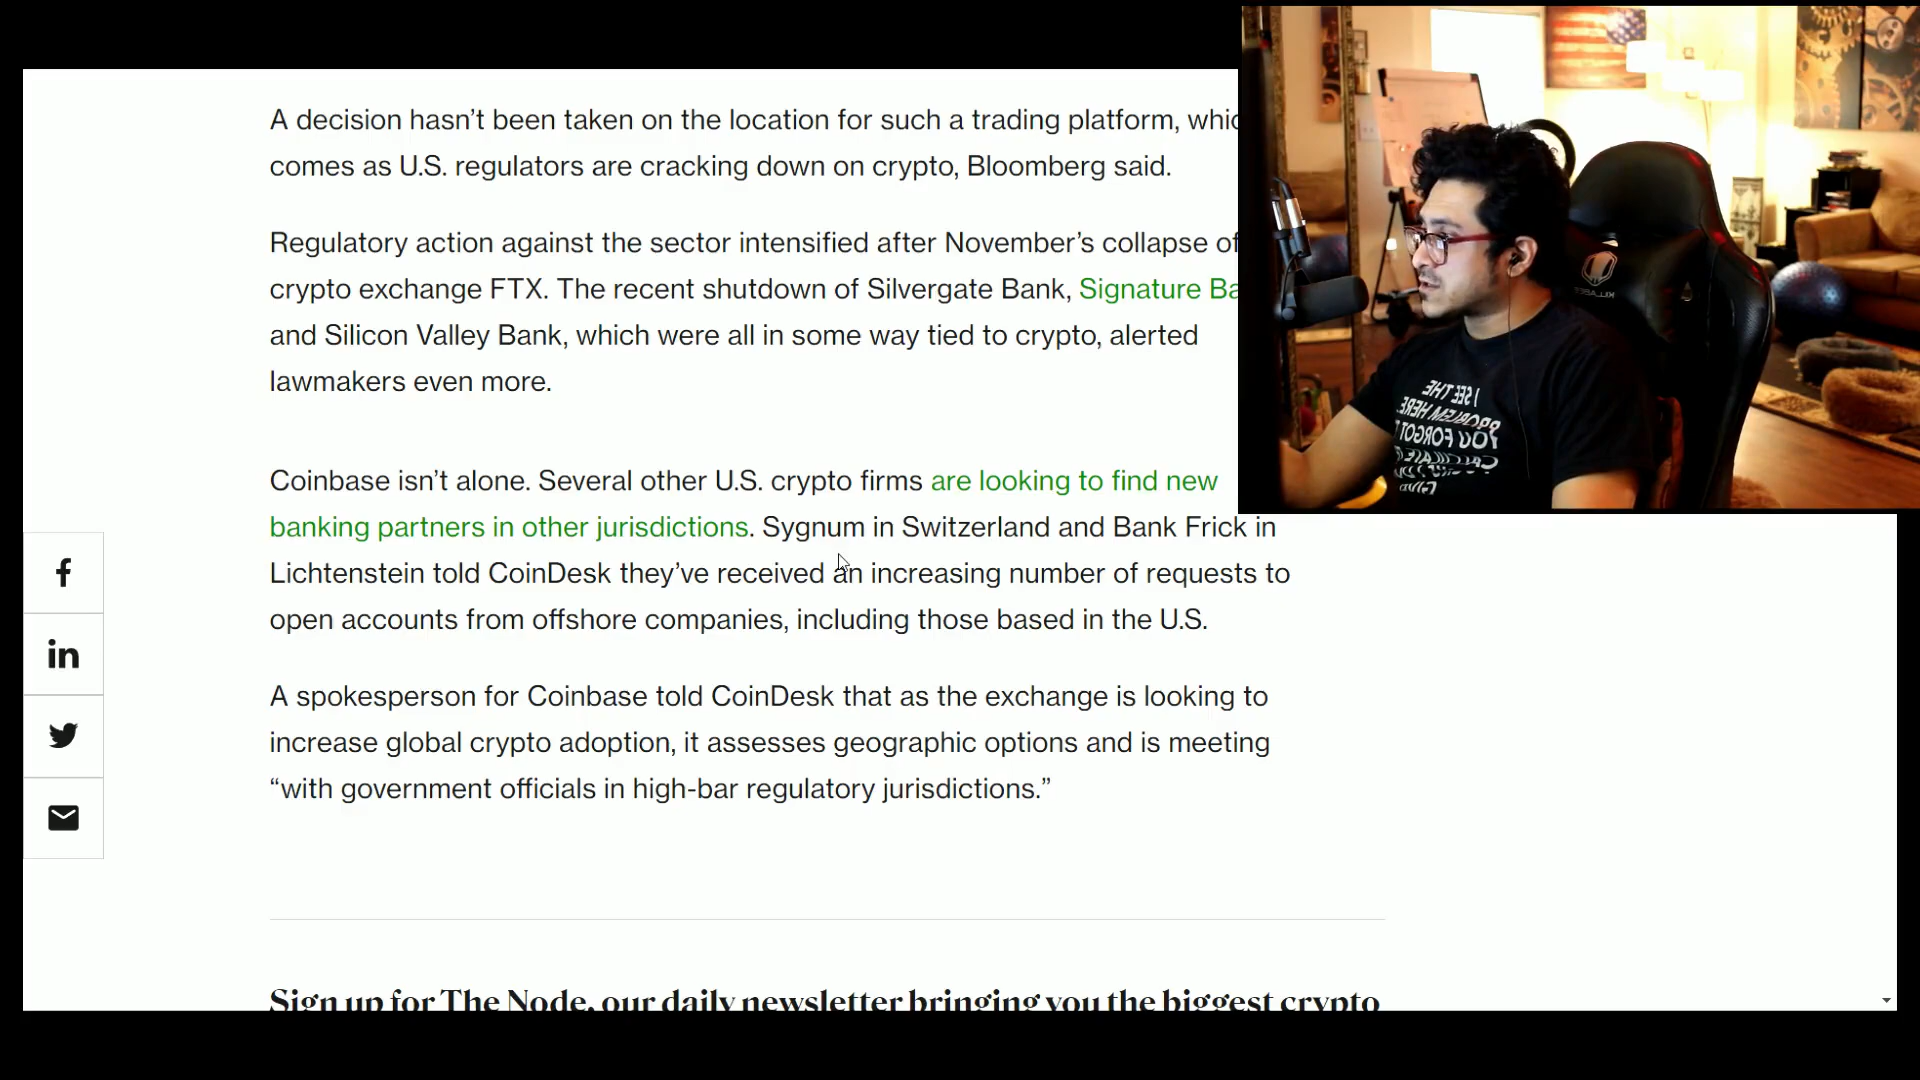 A decision hasn’t been taken on the location for such a trading platform,
comes as U.S. regulators are cracking down on crypto, Bloomberg said.
Regulatory action against the sector intensified after November’s collapse of
crypto exchange FTX. The recent shutdown of Silvergate Bank, Signature
and Silicon Valley Bank, which were all in some way tied to crypto, alerted
lawmakers even more.
Coinbase isn’t alone. Several other U.S. crypto firms are looking to find new
banking partners in other jurisdictions. Sygnum in Switzerland and Bank Frick in
Lichtenstein told CoinDesk they’ve received an increasing number of requests to
open accounts from offshore companies, including those based in the U.S.
A spokesperson for Coinbase told CoinDesk that as the exchange is looking to
increase global crypto adoption, it assesses geographic options and is meeting
“with government officials in high-bar regulatory jurisdictions.”
Sign up for The Node, our daily newsletter bringing you the biggest crypto
f
in
I SEE THE
PROBLEM HERE.
YOU FORGOT